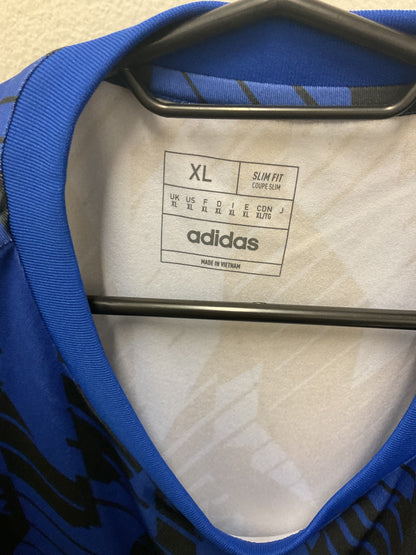 XL
SLIM FIT
COUPE SLIM
UK US F D I E CDN J
XL XL XL XL XL XL XL/TG
adidas
MADE IN VIETNAM